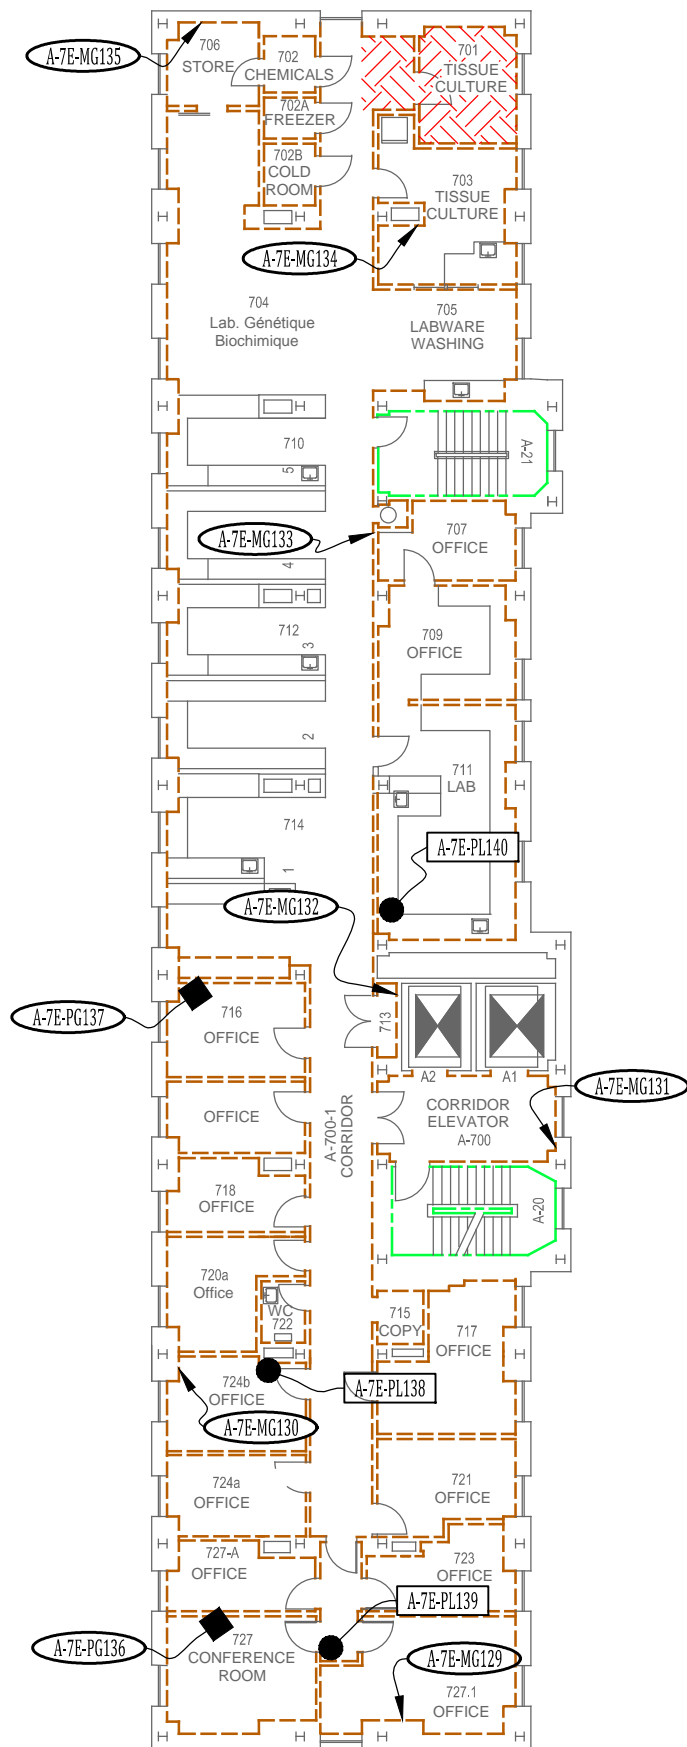 A-7E-MG135
706
STORE
702
CHEMICALS
701
TISSUE
CULTURE
702A
FREEZER
702B
COLD
ROOM
703
TISSUE
CULTURE
A-7E-MG134
704
Lab. Génétique
Biochimique
705
LABWARE
WASHING
710
5
A-21
A-7E-MG133
707
OFFICE
4
712
3
709
OFFICE
2
711
LAB
714
1
A-7E-PL140
A-7E-MG132
A-7E-PG137
716
OFFICE
713
A2
A1
A-7E-MG131
OFFICE
A-700-1
CORRIDOR
CORRIDOR
ELEVATOR
A-700
718
OFFICE
A-20
720a
Office
WC
722
715
COPY
717
OFFICE
724b
OFFICE
A-7E-PL138
A-7E-MG130
724a
OFFICE
721
OFFICE
727-A
OFFICE
723
OFFICE
A-7E-PL139
A-7E-PG136
727
CONFERENCE
ROOM
A-7E-MG129
727.1
OFFICE